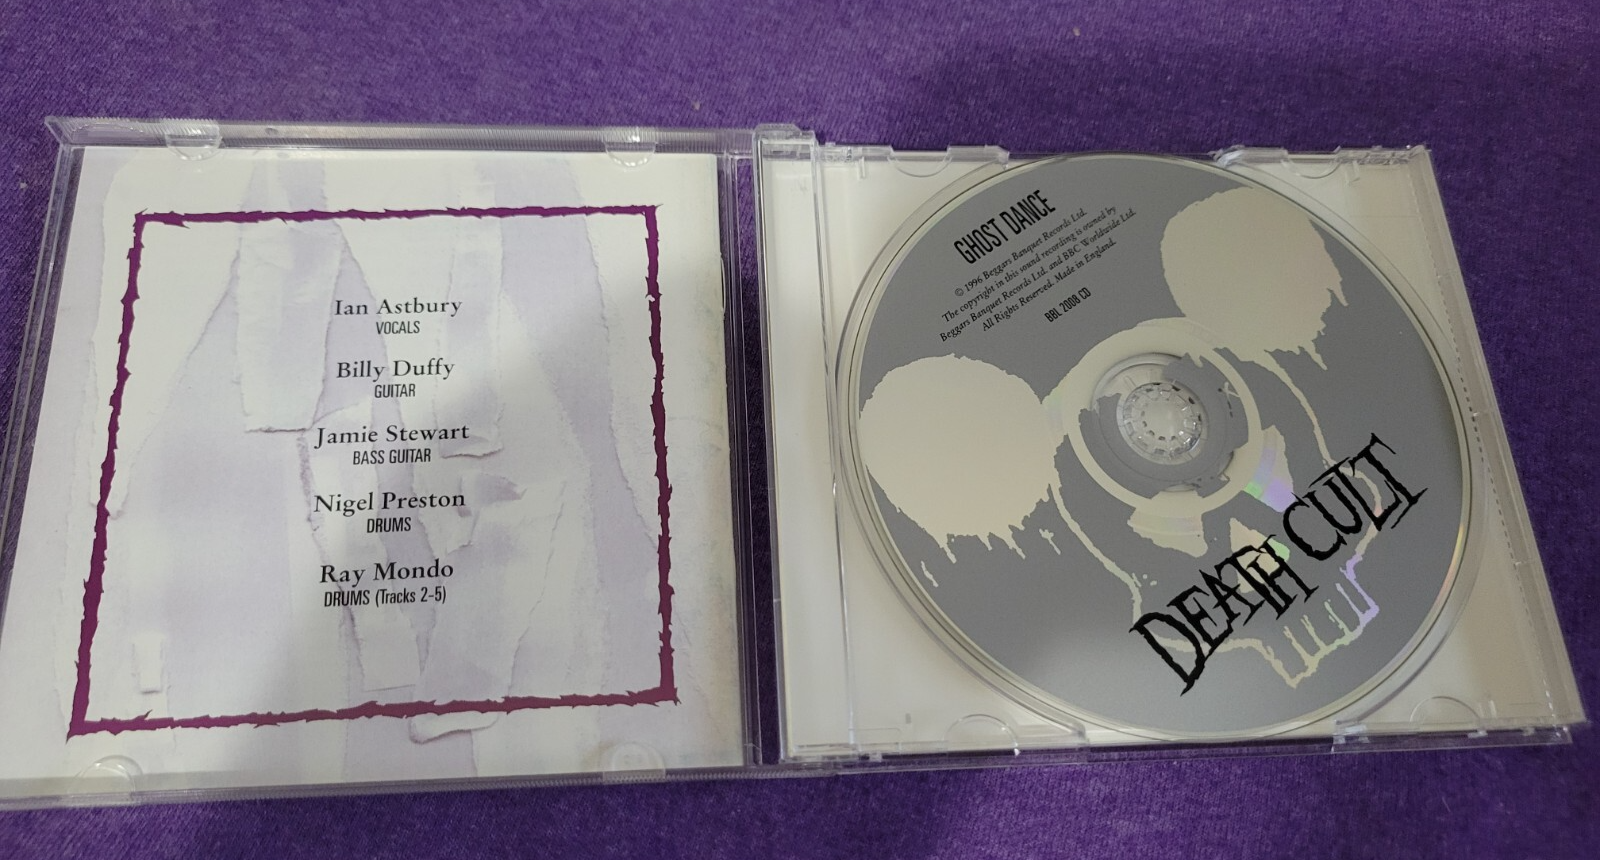 Ian Astbury
VOCALS
Billy Duffy
GUITAR
Jamie Stewart
BASS GUITAR
Nigel Preston
DRUMS
Ray Mondo
DRUMS (Tracks 2-5)
GHOST DANCE
© 1996 Beggars Banquet Records Ltd.
The copyright in this sound recording is owned by
Beggars Banquet Records Ltd. and BBC Worldwide Ltd.
All Rights Reserved. Made in England.
BBL 2008 CD
DEATH CULT